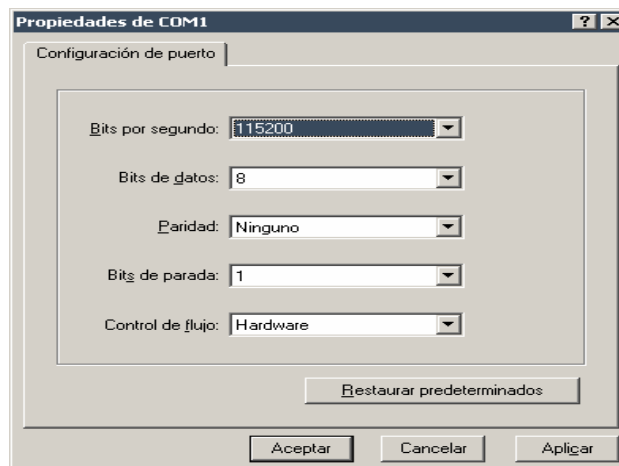 Propiedades de COM1
Configuración de puerto
Bits por segundo: 115200
Bits de datos: 8
Paridad: Ninguno
Bits de parada: 1
Control de flujo: Hardware
Restaurar predeterminados
Aceptar Cancelar Aplicar